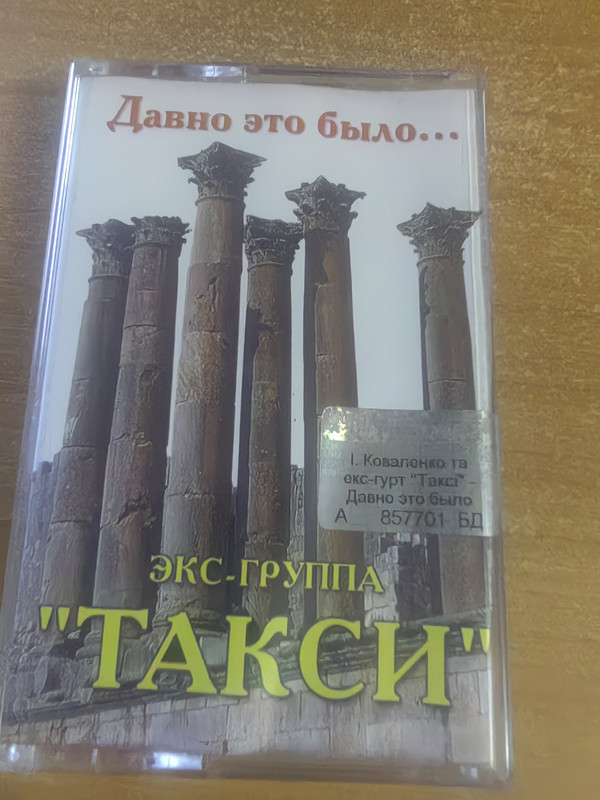 Давно это было...
І. Коваленко та
екс-гурт "Таксі" -
Давно это было
А 857701 БД
ЭКС-ГРУППА
"ТАКСИ"